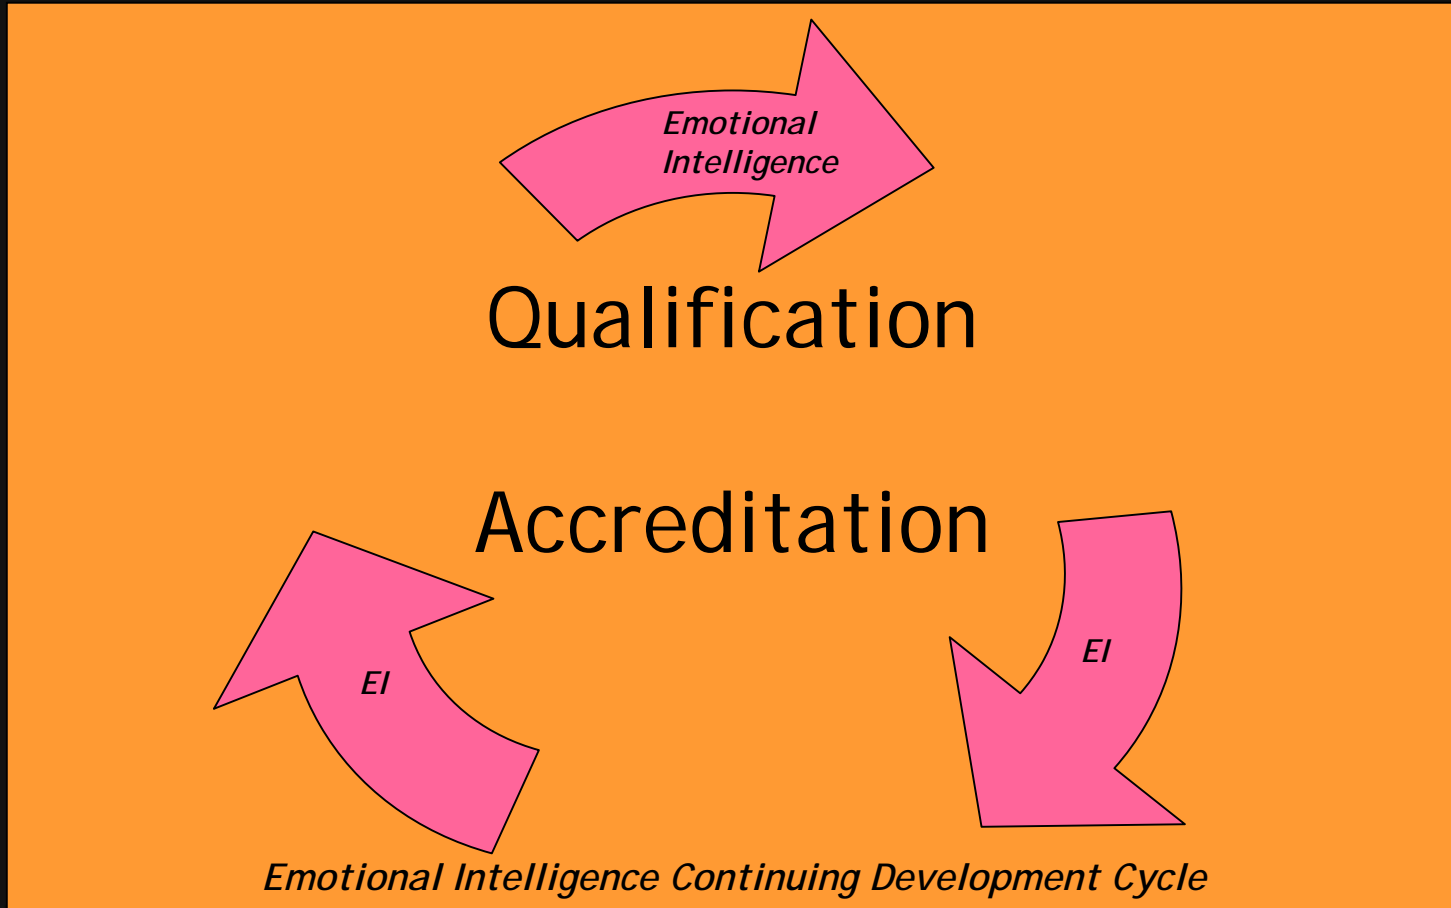 Emotional
Intelligence
Qualification
Accreditation
EI
EI
Emotional Intelligence Continuing Development Cycle